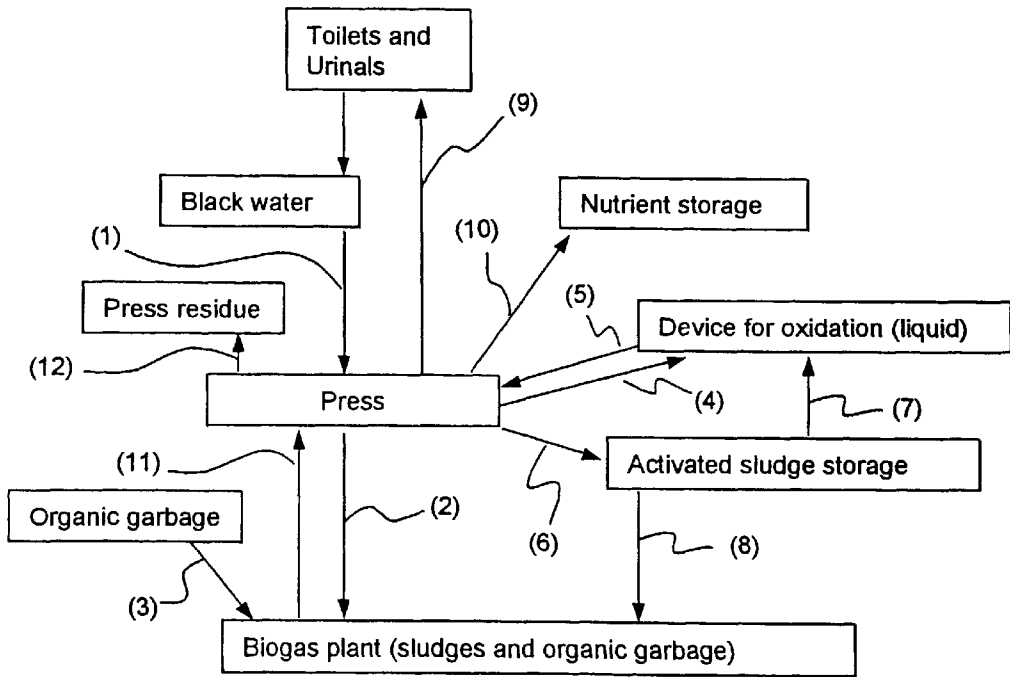 Toilets and
Urinals
(9)
Black water
Nutrient storage
(1)
(10)
(5)
Press residue
Device for oxidation (liquid)
(12)
Press
(4)
(7)
(11)
Activated sludge storage
Organic garbage
(2)
(6)
(8)
(3)
Biogas plant (sludges and organic garbage)